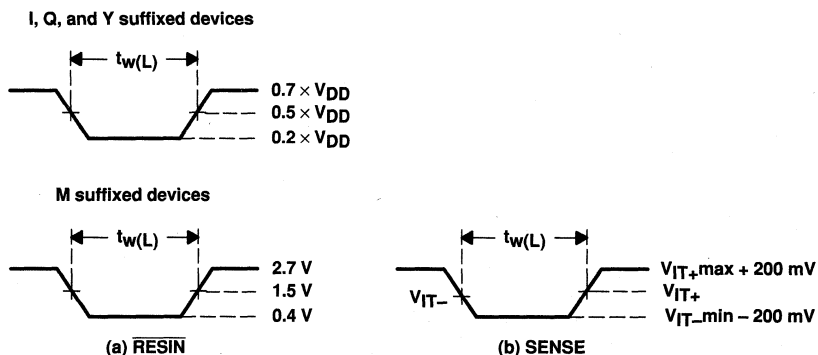 I, Q, and Y suffixed devices
tw(L)
0.7 × VDD
0.5 × VDD
0.2 × VDD
M suffixed devices
tw(L)
2.7 V
1.5 V
0.4 V
(a) RESIN
tw(L)
VIT–
VIT+max + 200 mV
VIT+
VIT–min – 200 mV
(b) SENSE